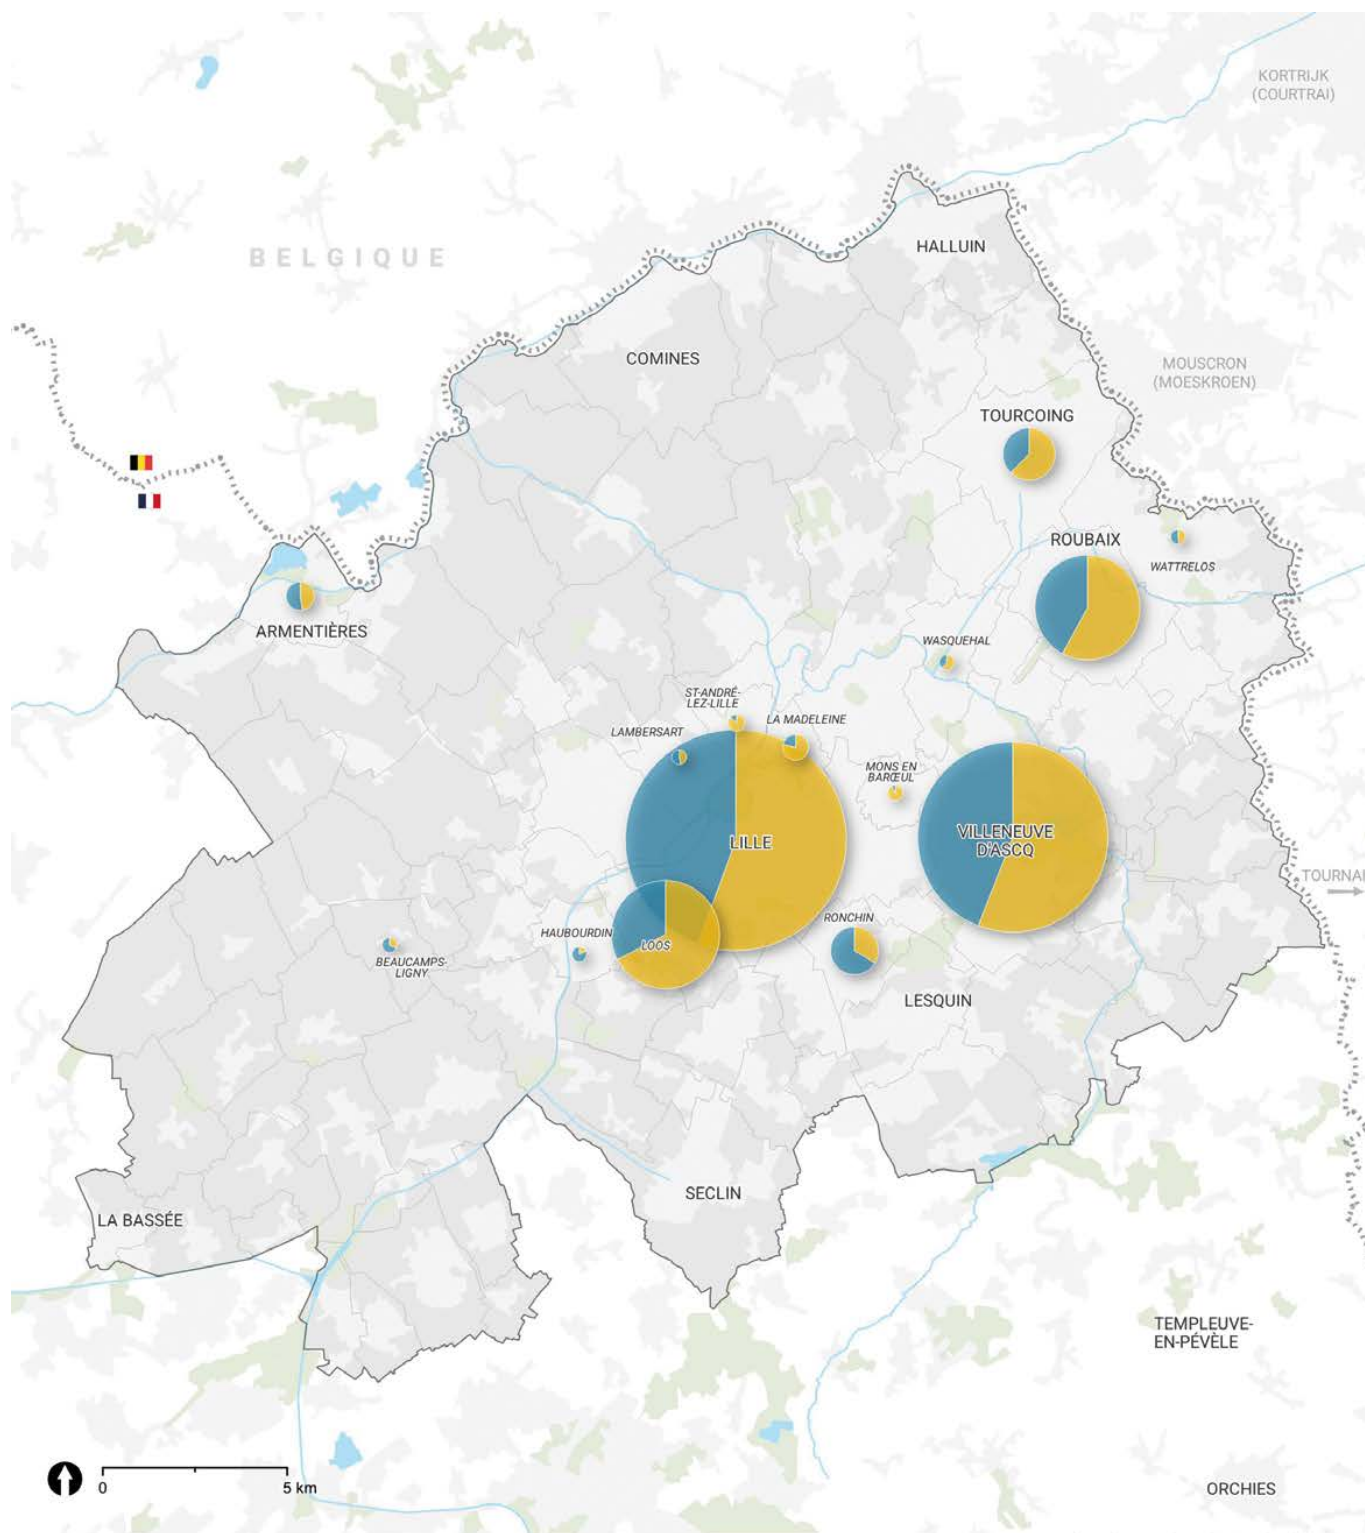 KORTRIJK
(COURTRAI)
HALLUIN
BELGIQUE
COMINES
MOUSCRON
(MOESKROEN)
TOURCOING
ROUBAIX
WATTRELOS
ARMENTIÈRES
WASQUEHAL
ST-ANDRÉ-
LEZ-LILLE
LA MADELEINE
LAMBERSART
MONS EN
BARŒUL
VILLENEUVE
D'ASCQ
LILLE
TOURNAI
RONCHIN
HAUBOURDIN
LOOS
BEAUCAMPS-
LIGNY
LESQUIN
SECLIN
LA BASSÉE
TEMPLEUVE-
EN-PÉVÈLE
0 5 km
ORCHIES